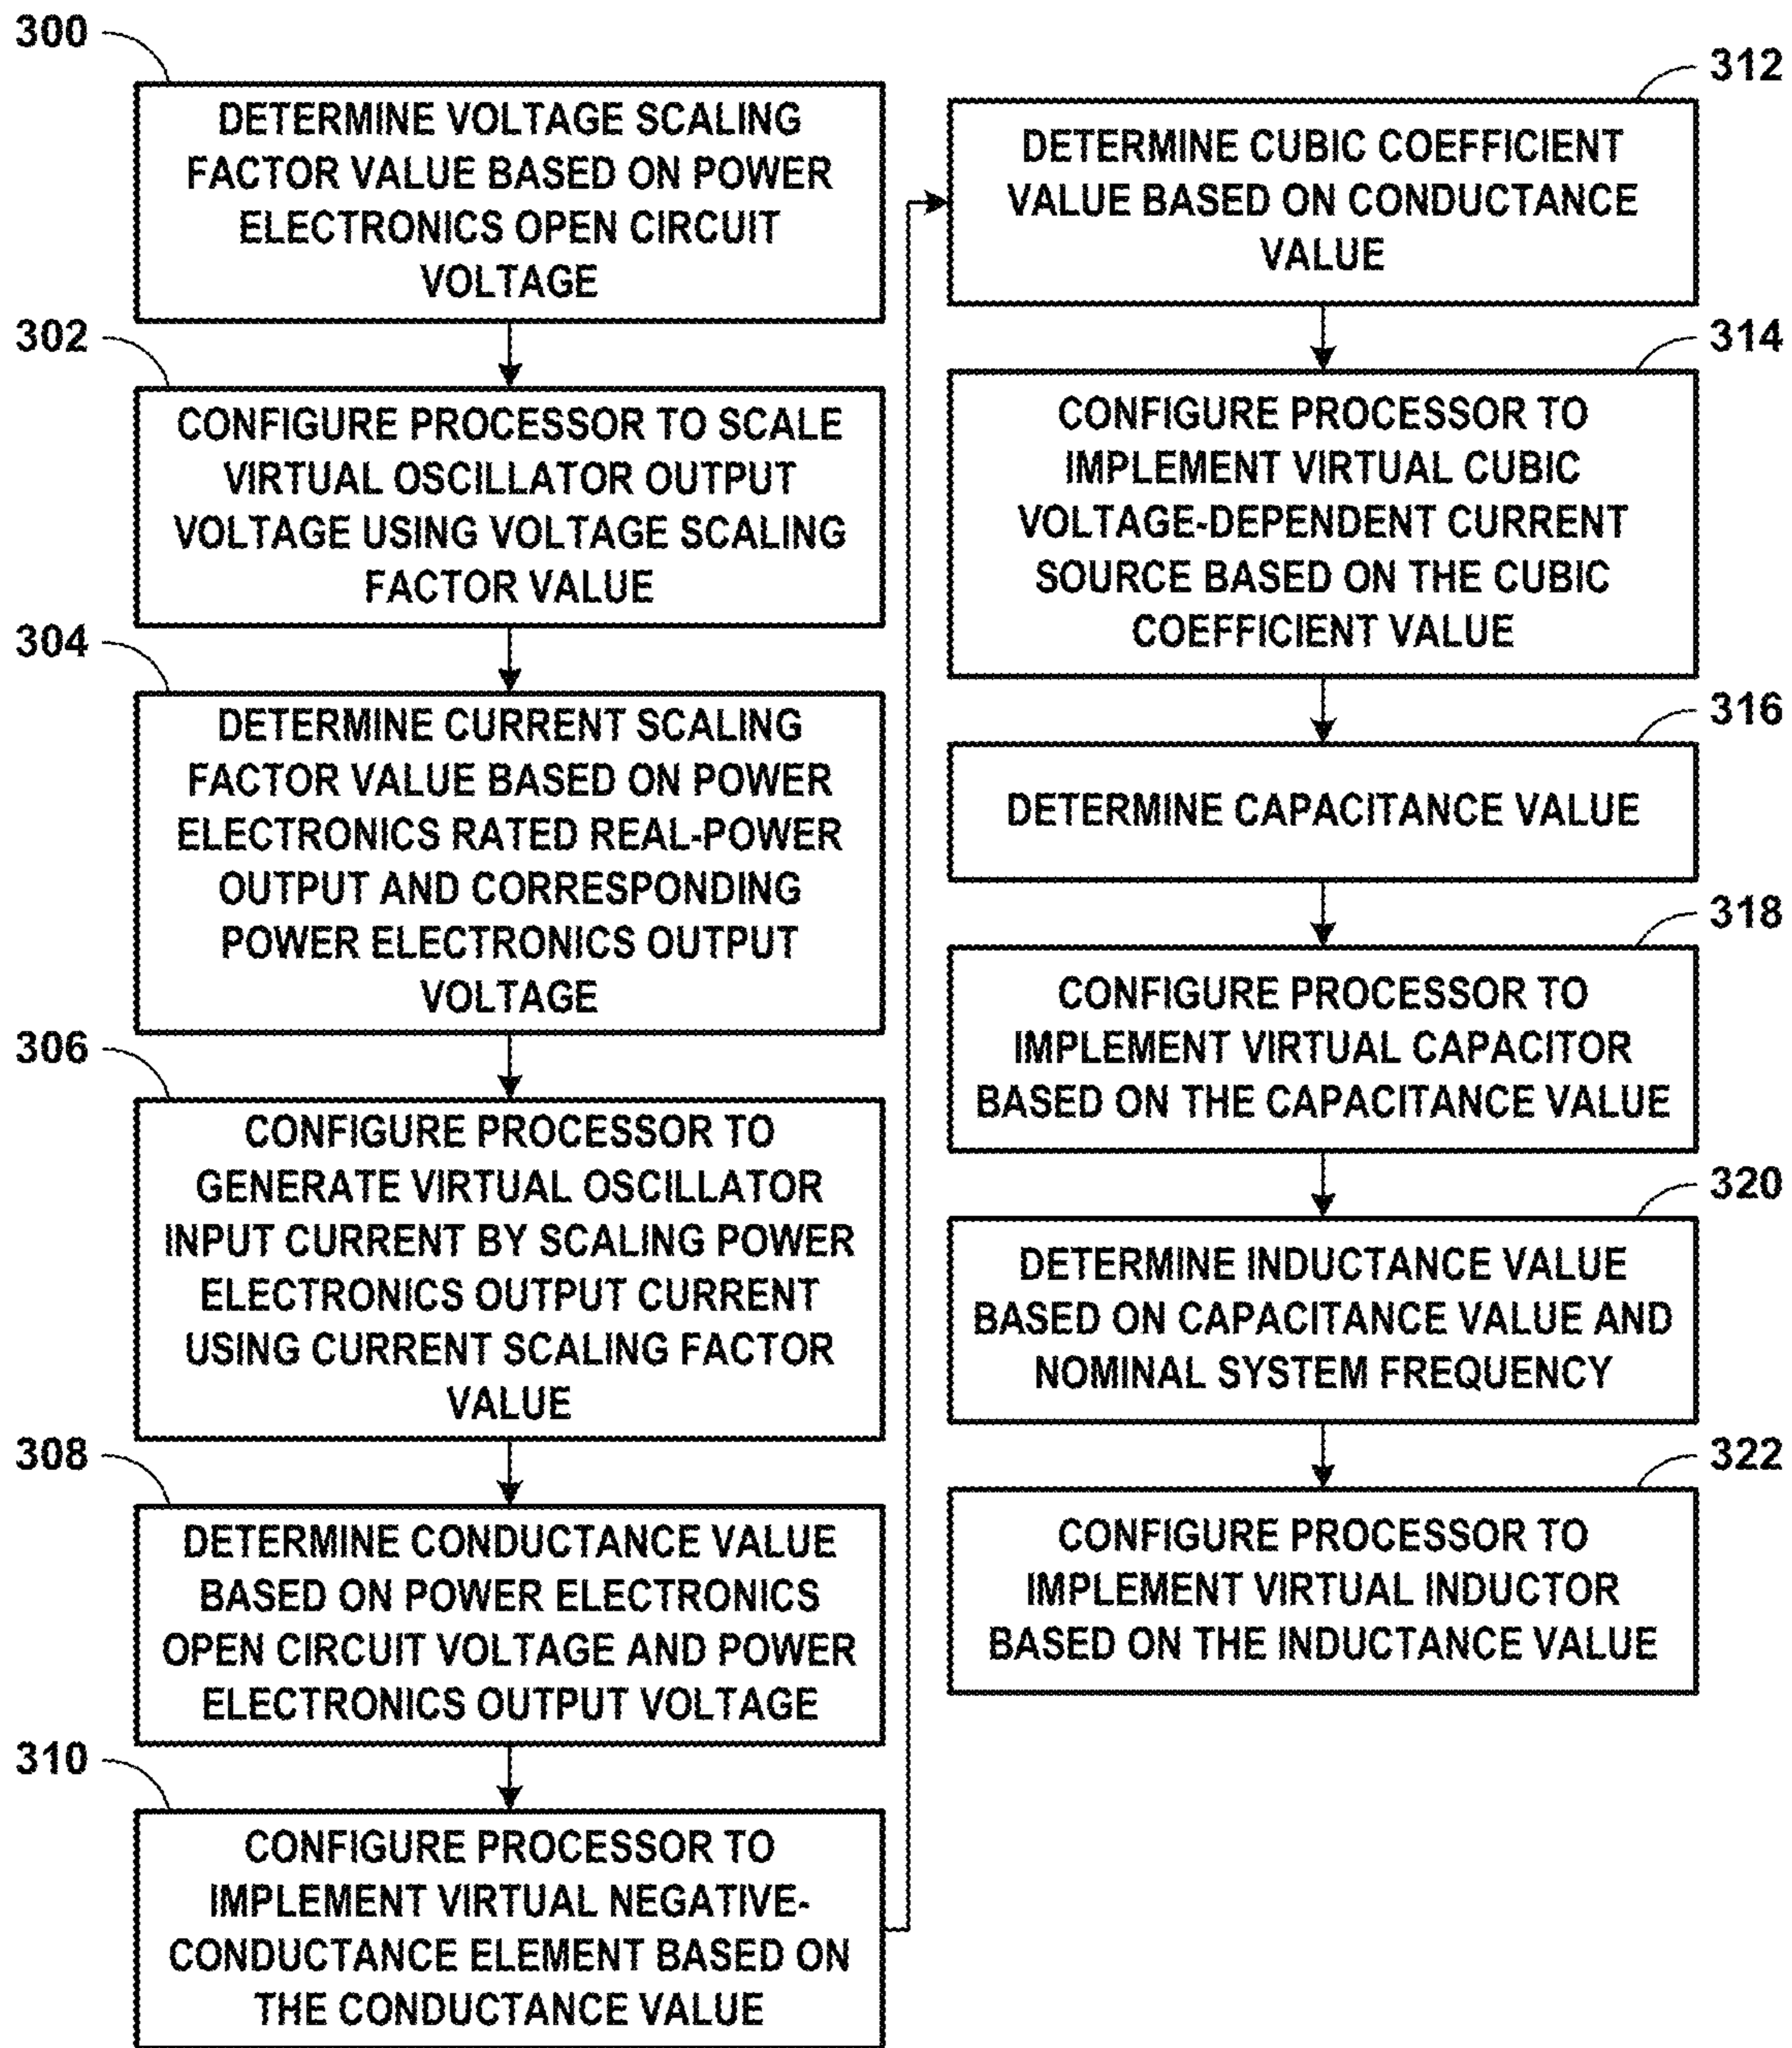 300
DETERMINE VOLTAGE SCALING
FACTOR VALUE BASED ON POWER
ELECTRONICS OPEN CIRCUIT
VOLTAGE
302
CONFIGURE PROCESSOR TO SCALE
VIRTUAL OSCILLATOR OUTPUT
VOLTAGE USING VOLTAGE SCALING
FACTOR VALUE
304
DETERMINE CURRENT SCALING
FACTOR VALUE BASED ON POWER
ELECTRONICS RATED REAL-POWER
OUTPUT AND CORRESPONDING
POWER ELECTRONICS OUTPUT
VOLTAGE
306
CONFIGURE PROCESSOR TO
GENERATE VIRTUAL OSCILLATOR
INPUT CURRENT BY SCALING POWER
ELECTRONICS OUTPUT CURRENT
USING CURRENT SCALING FACTOR
VALUE
308
DETERMINE CONDUCTANCE VALUE
BASED ON POWER ELECTRONICS
OPEN CIRCUIT VOLTAGE AND POWER
ELECTRONICS OUTPUT VOLTAGE
310
CONFIGURE PROCESSOR TO
IMPLEMENT VIRTUAL NEGATIVE-
CONDUCTANCE ELEMENT BASED ON
THE CONDUCTANCE VALUE
312
DETERMINE CUBIC COEFFICIENT
VALUE BASED ON CONDUCTANCE
VALUE
314
CONFIGURE PROCESSOR TO
IMPLEMENT VIRTUAL CUBIC
VOLTAGE-DEPENDENT CURRENT
SOURCE BASED ON THE CUBIC
COEFFICIENT VALUE
316
DETERMINE CAPACITANCE VALUE
318
CONFIGURE PROCESSOR TO
IMPLEMENT VIRTUAL CAPACITOR
BASED ON THE CAPACITANCE VALUE
320
DETERMINE INDUCTANCE VALUE
BASED ON CAPACITANCE VALUE AND
NOMINAL SYSTEM FREQUENCY
322
CONFIGURE PROCESSOR TO
IMPLEMENT VIRTUAL INDUCTOR
BASED ON THE INDUCTANCE VALUE